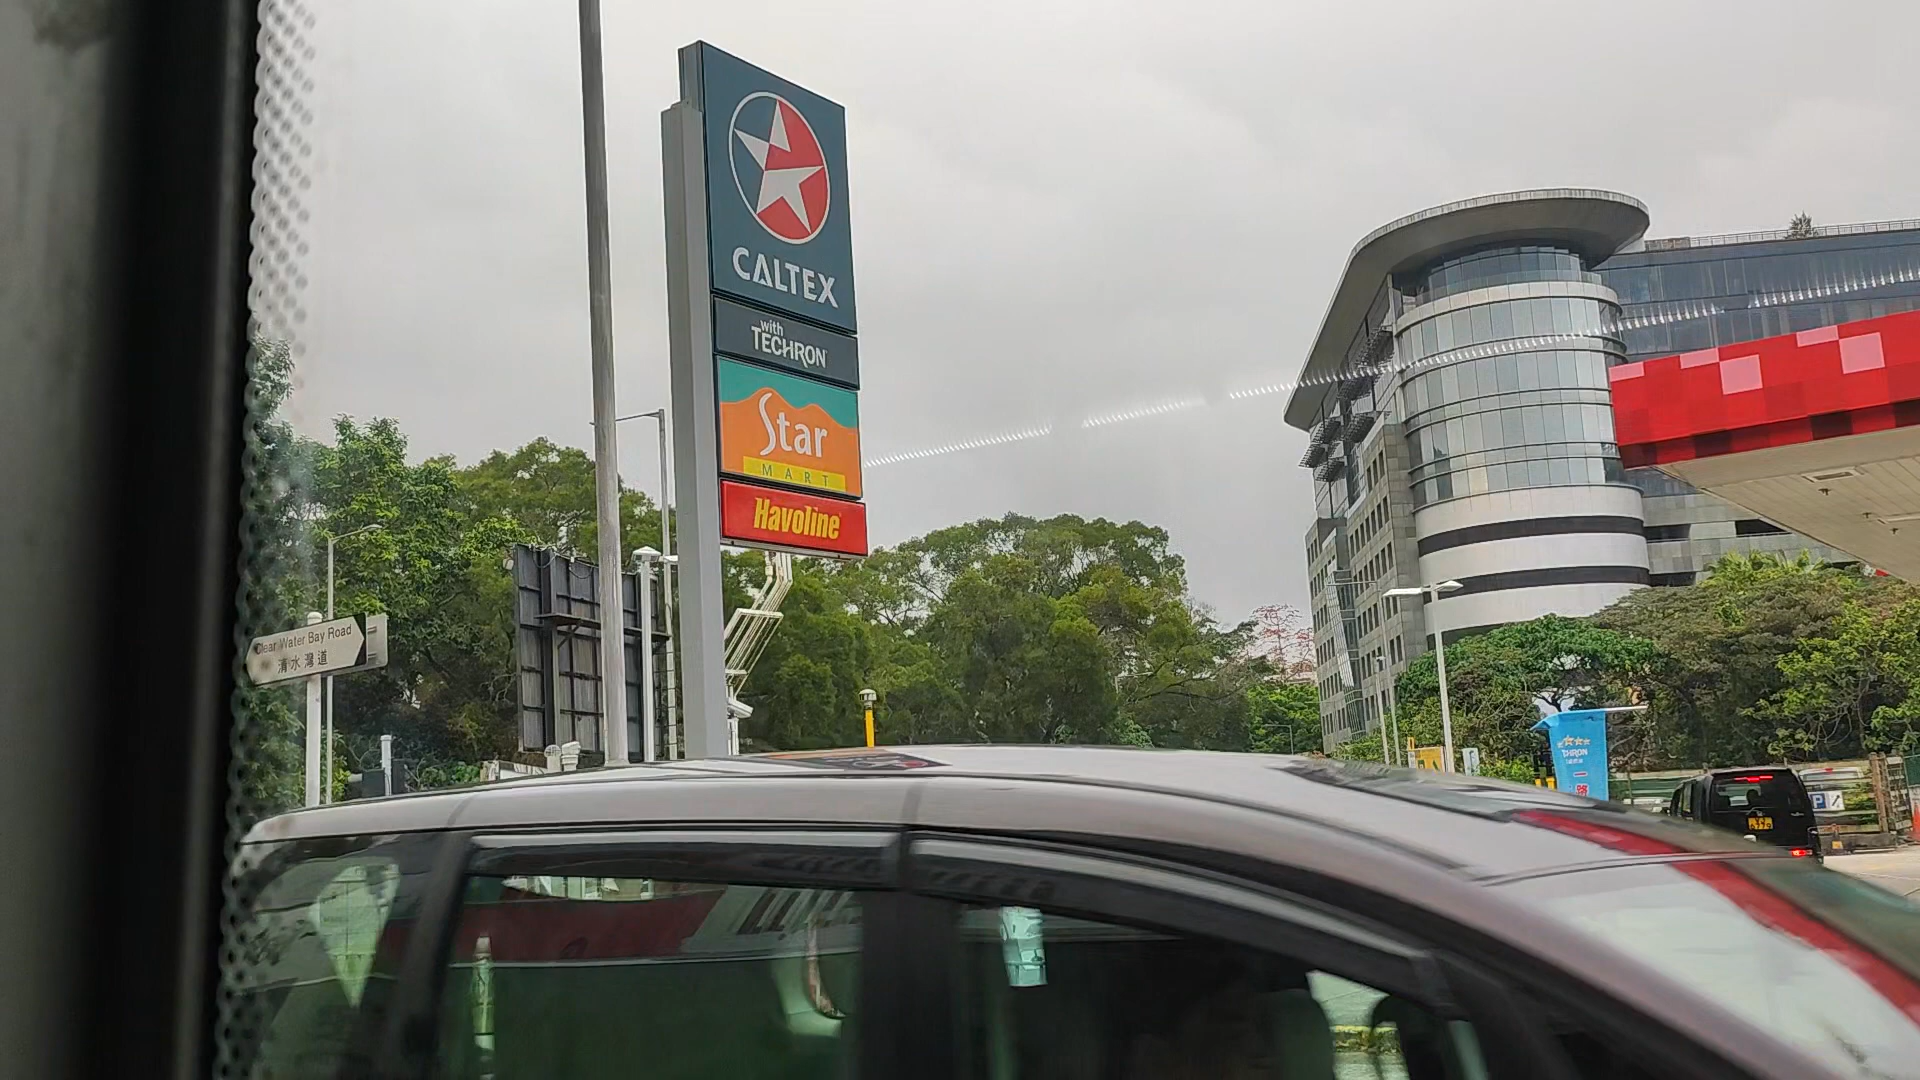 CALTEX
with
TECHRON
Star
MART
Havoline
Clear Water Bay Road
清水灣道
P